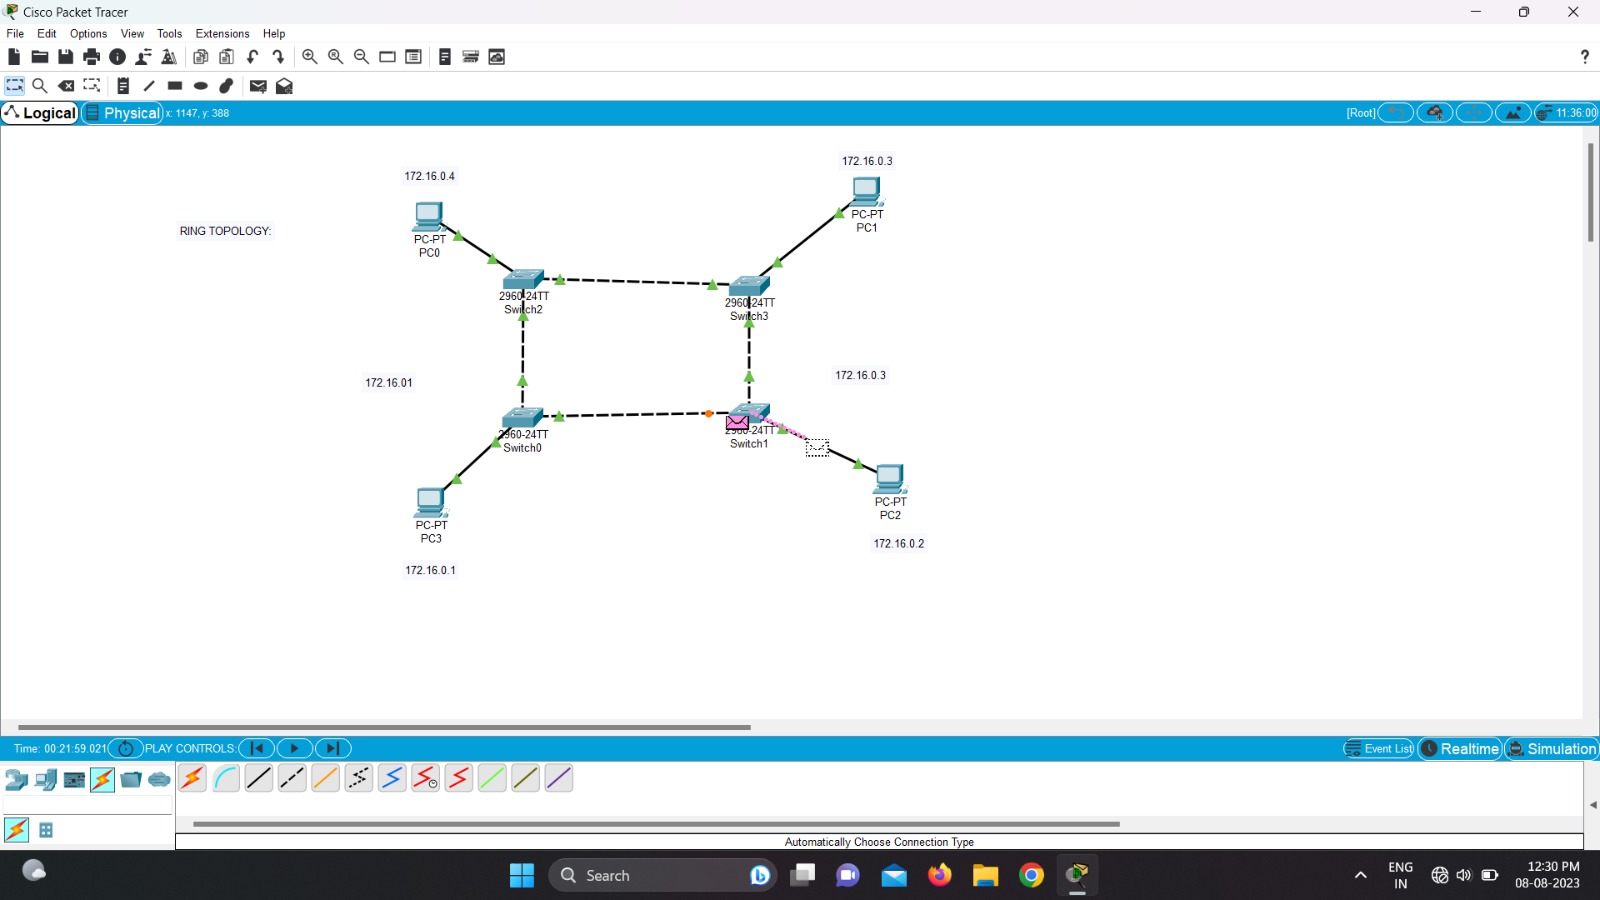 Cisco Packet Tracer
File Edit Options View Tools Extensions Help
?
Logical Physical x: 1147, y: 388 [Root] 11:36:00
172.16.0.3
172.16.0.4
PC-PT
PC1
RING TOPOLOGY:
PC-PT
PC0
2960-24TT
Switch2
2960-24TT
Switch3
172.16.0.3
172.16.01
2960-24TT
Switch0
2960-24TT
Switch1
PC-PT
PC2
PC-PT
PC3
172.16.0.2
172.16.0.1
Time: 00:21:59.021 PLAY CONTROLS: Event List Realtime Simulation
Automatically Choose Connection Type
Search
ENG
IN
12:30 PM
08-08-2023